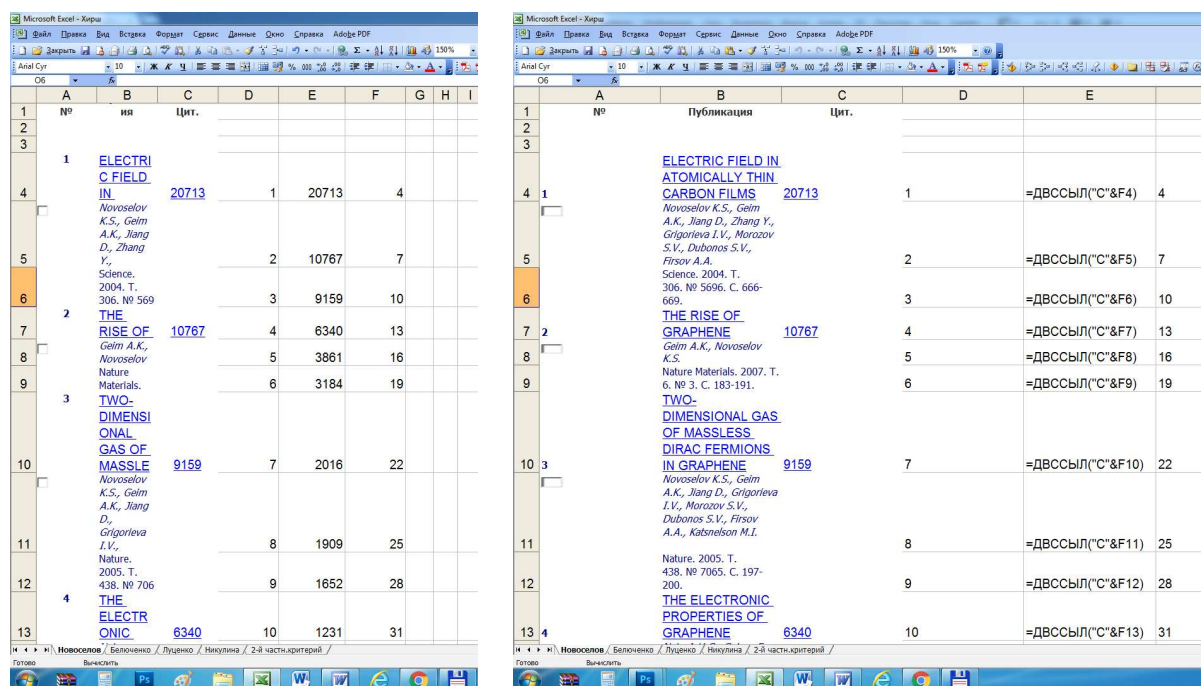 Microsoft Excel - Хирш
Файл Правка Вид Вставка Формат Сервис Данные Окно Справка Adobe PDF
Закрыть 150%
Arial Cyr 10 Ж К Ч
O6 fx
A B C D E F G H I
1 № ия Цит.
2
3
1 ELECTRI
C FIELD
4 IN 20713 1 20713 4
Novoselov
K.S., Geim
A.K., Jiang
D., Zhang
5 Y., 2 10767 7
Science.
2004. Т.
6 306. № 569 3 9159 10
2 THE
7 RISE OF 10767 4 6340 13
Geim A.K.,
8 Novoselov 5 3861 16
Nature
9 Materials. 6 3184 19
3 TWO-
DIMENSI
ONAL
GAS OF
10 MASSLE 9159 7 2016 22
Novoselov
K.S., Geim
A.K., Jiang
D.,
Grigorieva
11 I.V., 8 1909 25
Nature.
2005. Т.
12 438. № 706 9 1652 28
4 THE
ELECTR
13 ONIC 6340 10 1231 31
Новоселов / Белюченко / Луценко / Никулина / 2-й частн.критерий /
Готово Вычислить
Microsoft Excel - Хирш
Файл Правка Вид Вставка Формат Сервис Данные Окно Справка Adobe PDF
Закрыть 150%
Arial Cyr 10 Ж К Ч
O6 fx
A B C D E
1 № Публикация Цит.
2
3
ELECTRIC FIELD IN
ATOMICALLY THIN
4 1 CARBON FILMS 20713 1 =ДВССЫЛ("C"&F4) 4
Novoselov K.S., Geim
A.K., Jiang D., Zhang Y.,
Grigorieva I.V., Morozov
S.V., Dubonos S.V.,
5 Firsov A.A. 2 =ДВССЫЛ("C"&F5) 7
Science. 2004. Т.
306. № 5696. С. 666-
6 669. 3 =ДВССЫЛ("C"&F6) 10
THE RISE OF
7 2 GRAPHENE 10767 4 =ДВССЫЛ("C"&F7) 13
Geim A.K., Novoselov
8 K.S. 5 =ДВССЫЛ("C"&F8) 16
Nature Materials. 2007. Т.
9 6. № 3. С. 183-191. 6 =ДВССЫЛ("C"&F9) 19
TWO-
DIMENSIONAL GAS
OF MASSLESS
DIRAC FERMIONS
10 3 IN GRAPHENE 9159 7 =ДВССЫЛ("C"&F10) 22
Novoselov K.S., Geim
A.K., Jiang D., Grigorieva
I.V., Morozov S.V.,
Dubonos S.V., Firsov
A.A., Katsnelson M.I.
11 8 =ДВССЫЛ("C"&F11) 25
Nature. 2005. Т.
438. № 7065. С. 197-
12 200. 9 =ДВССЫЛ("C"&F12) 28
THE ELECTRONIC
PROPERTIES OF
13 4 GRAPHENE 6340 10 =ДВССЫЛ("C"&F13) 31
Новоселов / Белюченко / Луценко / Никулина / 2-й частн.критерий /
Готово Вычислить